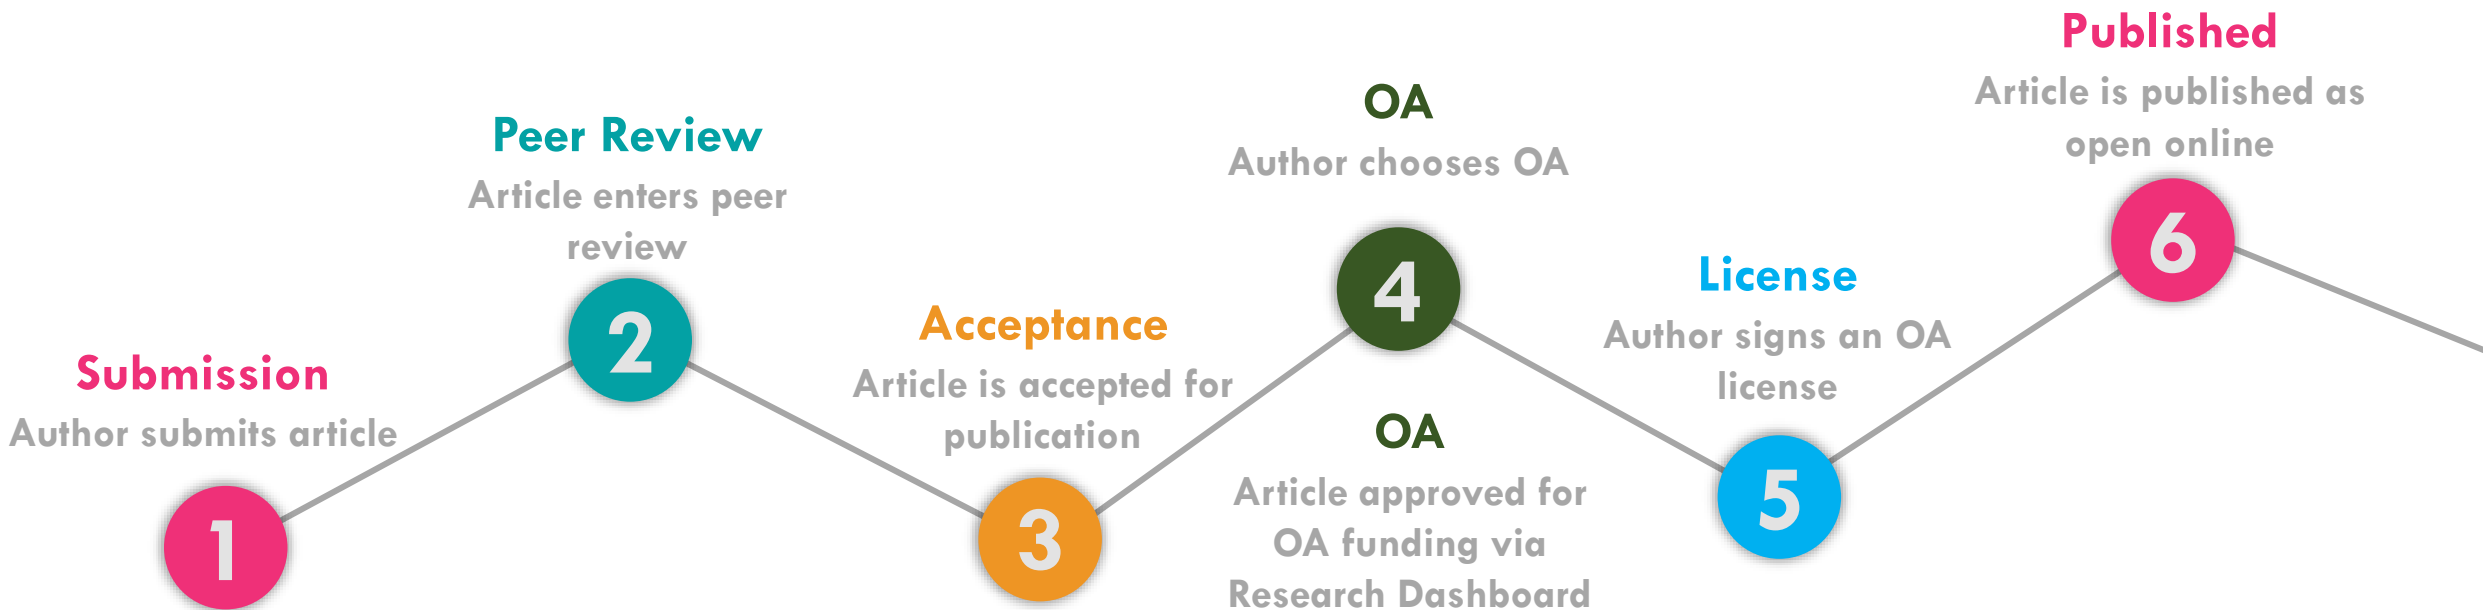 Submission
Author submits article
1
Peer Review
Article enters peer
review
2
Acceptance
Article is accepted for
publication
3
OA
Author chooses OA
4
OA
Article approved for
OA funding via
Research Dashboard
License
Author signs an OA
license
5
Published
Article is published as
open online
6